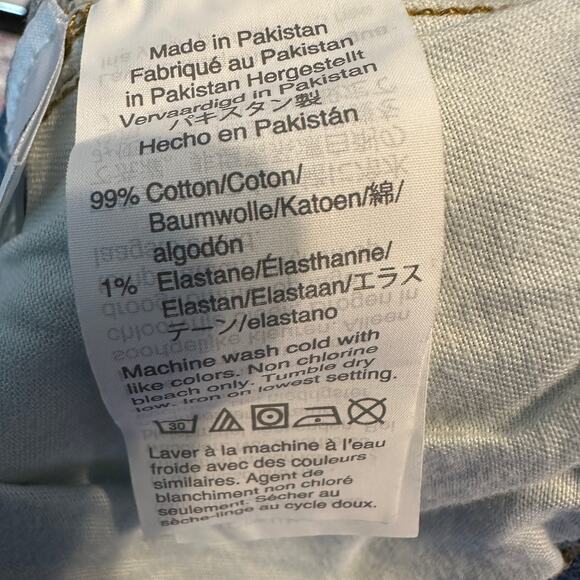 Made in Pakistan
Fabriqué au Pakistan
in Pakistan Hergestellt
Vervaardigd in Pakistan
パキスタン製
Hecho en Pakistán
99% Cotton/Coton/
Baumwolle/Katoen/綿/
algodón
1% Elastane/Élasthanne/
Elastan/Elastaan/エラス
テーン/elastano
Machine wash cold with
like colors. Non chlorine
bleach only. Tumble dry
low. Iron on lowest setting.
30
Laver à la machine à l'eau
froide avec des couleurs
similaires. Agent de
blanchiment non chloré
seulement. Sécher au
sèche-linge au cycle doux.